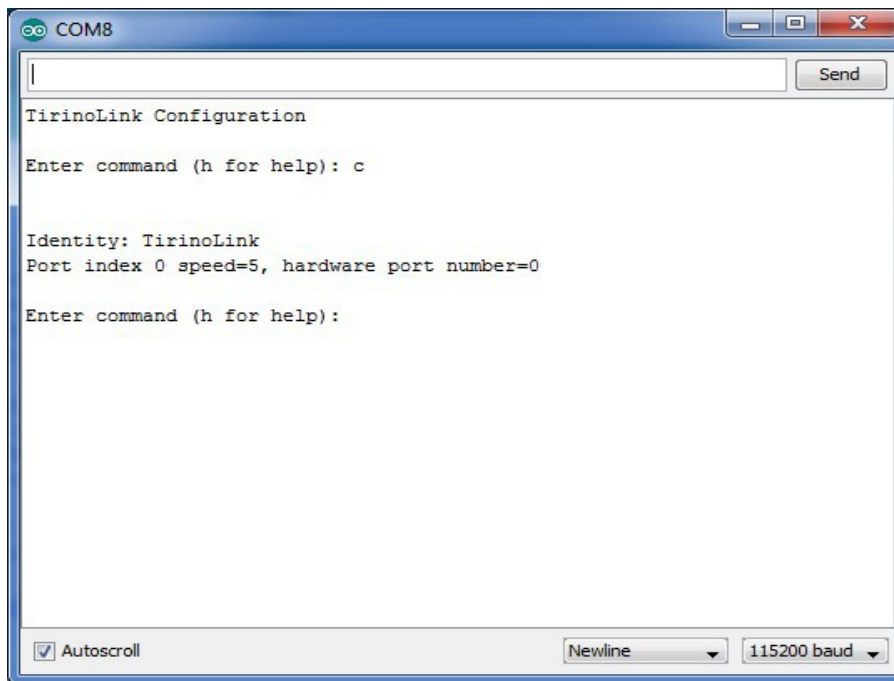 COM8
Send
TirinoLink Configuration
Enter command (h for help): c
Identity: TirinoLink
Port index 0 speed=5, hardware port number=0
Enter command (h for help):
Autoscroll
Newline
115200 baud